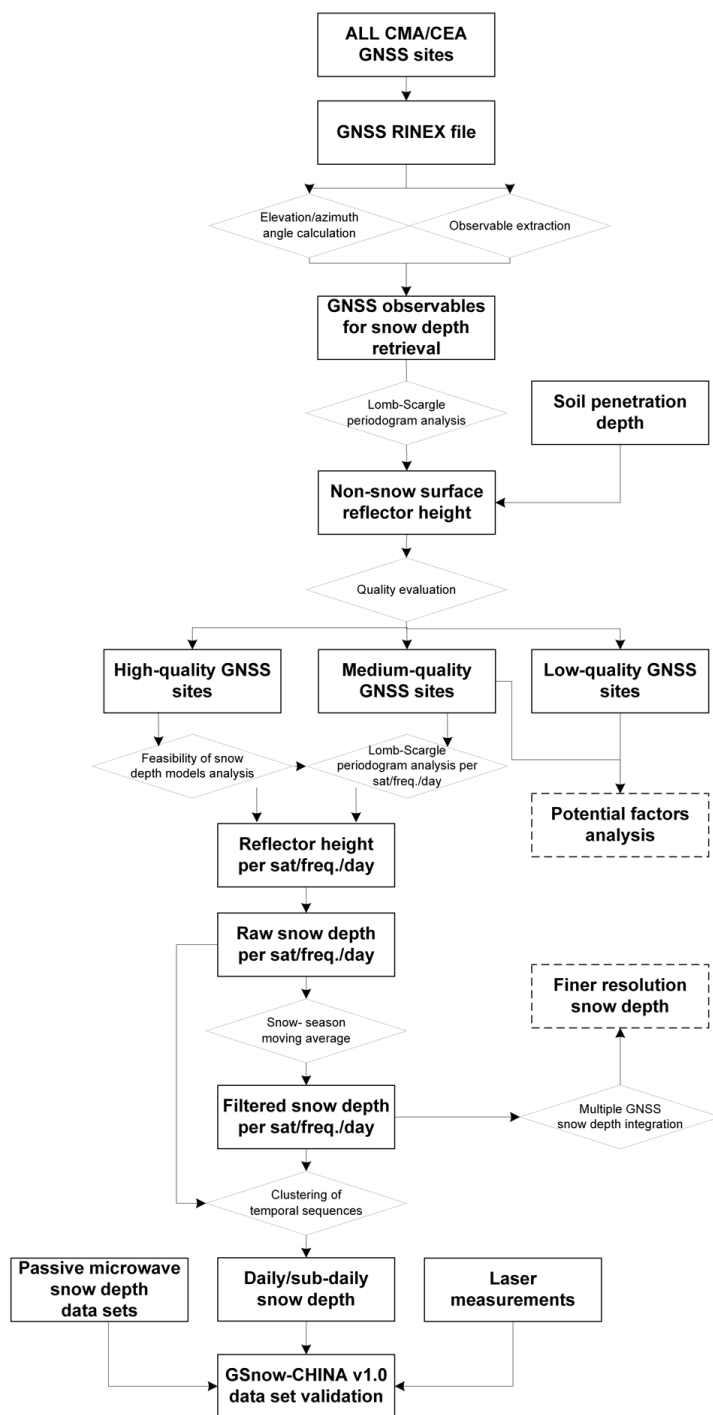 ALL CMA/CEA
GNSS sites
GNSS RINEX file
Elevation/azimuth
angle calculation
Observable extraction
GNSS observables
for snow depth
retrieval
Lomb-Scargle
periodogram analysis
Soil penetration
depth
Non-snow surface
reflector height
Quality evaluation
High-quality GNSS
sites
Medium-quality
GNSS sites
Low-quality GNSS
sites
Feasibility of snow
depth models analysis
Lomb-Scargle
periodogram analysis per
sat/freq./day
Potential factors
analysis
Reflector height
per sat/freq./day
Raw snow depth
per sat/freq./day
Finer resolution
snow depth
Snow- season
moving average
Filtered snow depth
per sat/freq./day
Multiple GNSS
snow depth integration
Clustering of
temporal sequences
Passive microwave
snow depth
data sets
Daily/sub-daily
snow depth
Laser
measurements
GSnow-CHINA v1.0
data set validation